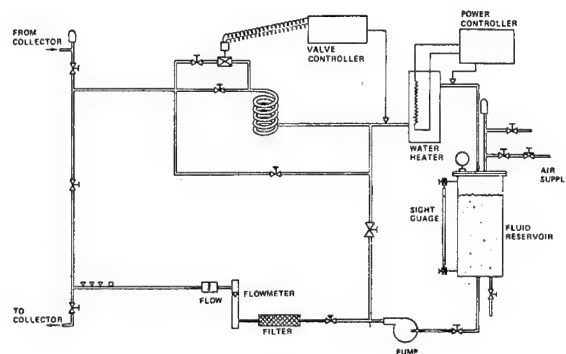 FROM
COLLECTOR
VALVE
CONTROLLER
POWER
CONTROLLER
WATER
HEATER
AIR
SUPPL
SIGHT
GUAGE
FLUID
RESERVOIR
FLOW
FLOWMETER
FILTER
PUMP
TO
COLLECTOR